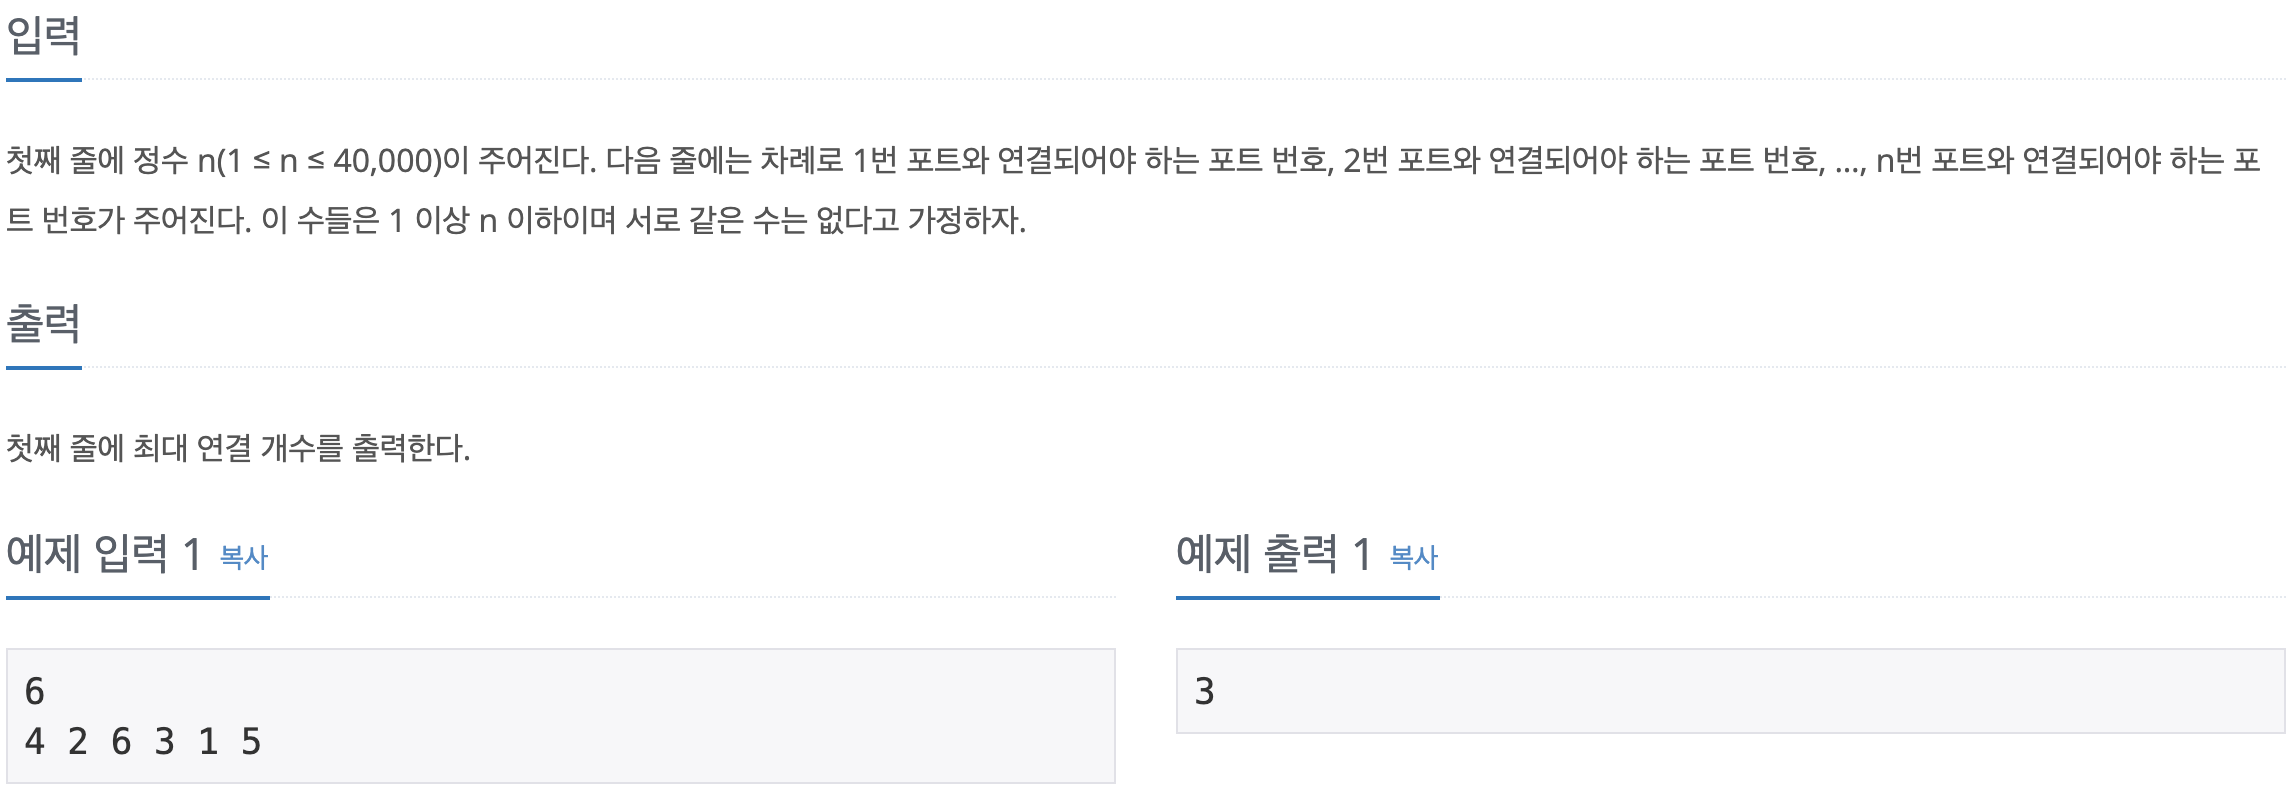 입력
첫째 줄에 정수 n(1 ≤ n ≤ 40,000)이 주어진다. 다음 줄에는 차례로 1번 포트와 연결되어야 하는 포트 번호, 2번 포트와 연결되어야 하는 포트 번호, …, n번 포트와 연결되어야 하는 포
트 번호가 주어진다. 이 수들은 1 이상 n 이하이며 서로 같은 수는 없다고 가정하자.
출력
첫째 줄에 최대 연결 개수를 출력한다.
예제 입력 1 복사
6
4 2 6 3 1 5
예제 출력 1 복사
3